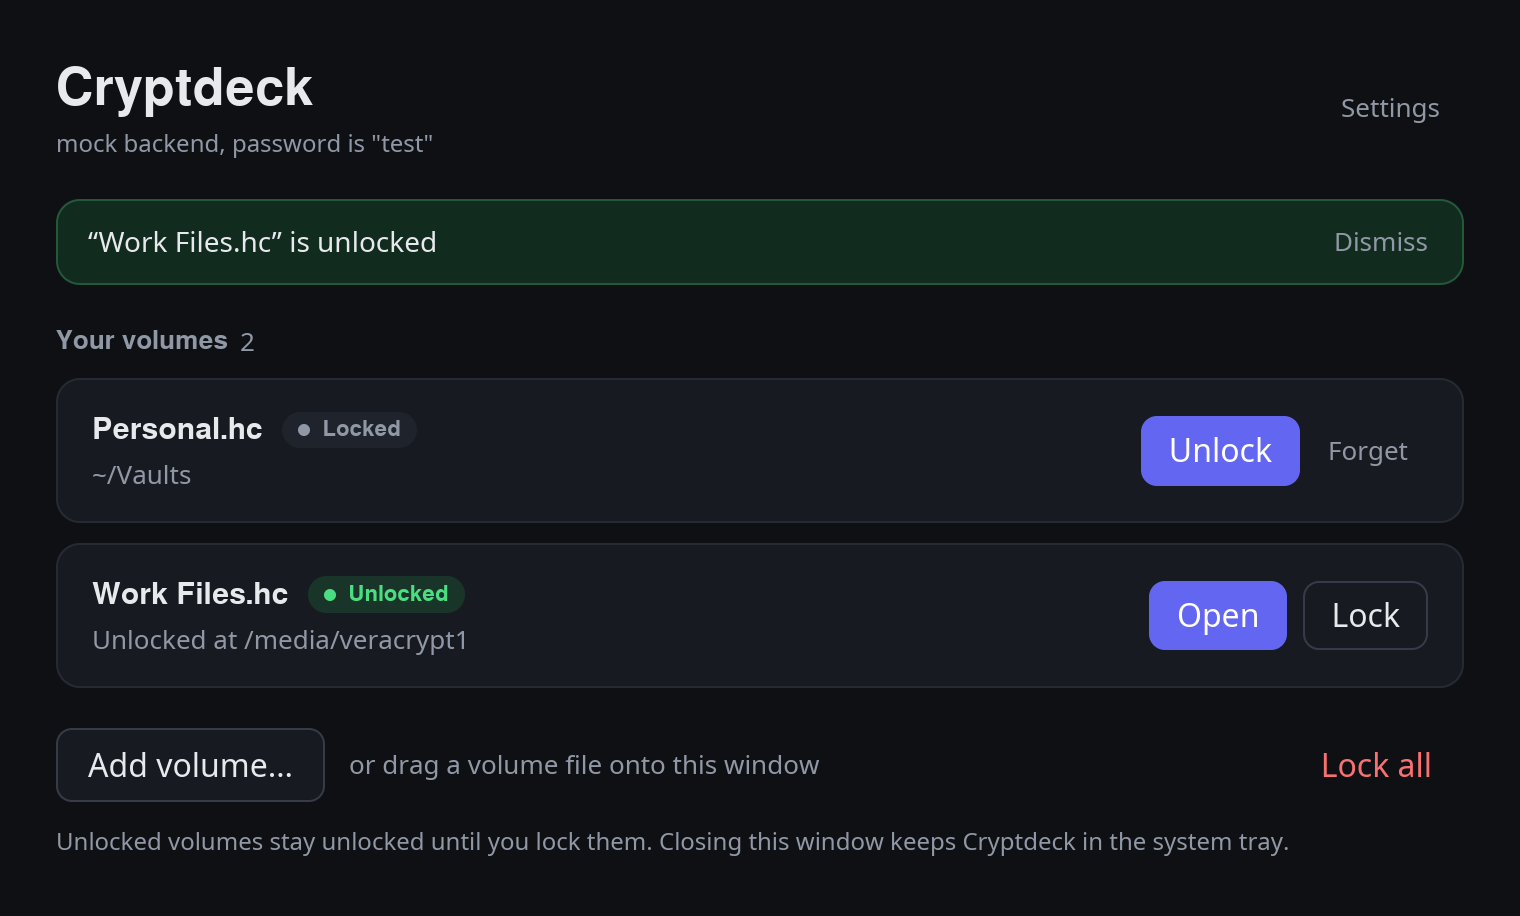 Cryptdeck
mock backend, password is "test"
Settings
“Work Files.hc” is unlocked
Dismiss
Your volumes 2
Personal.hc
Locked
~/Vaults
Unlock
Forget
Work Files.hc
Unlocked
Unlocked at /media/veracrypt1
Open
Lock
Add volume...
or drag a volume file onto this window
Lock all
Unlocked volumes stay unlocked until you lock them. Closing this window keeps Cryptdeck in the system tray.